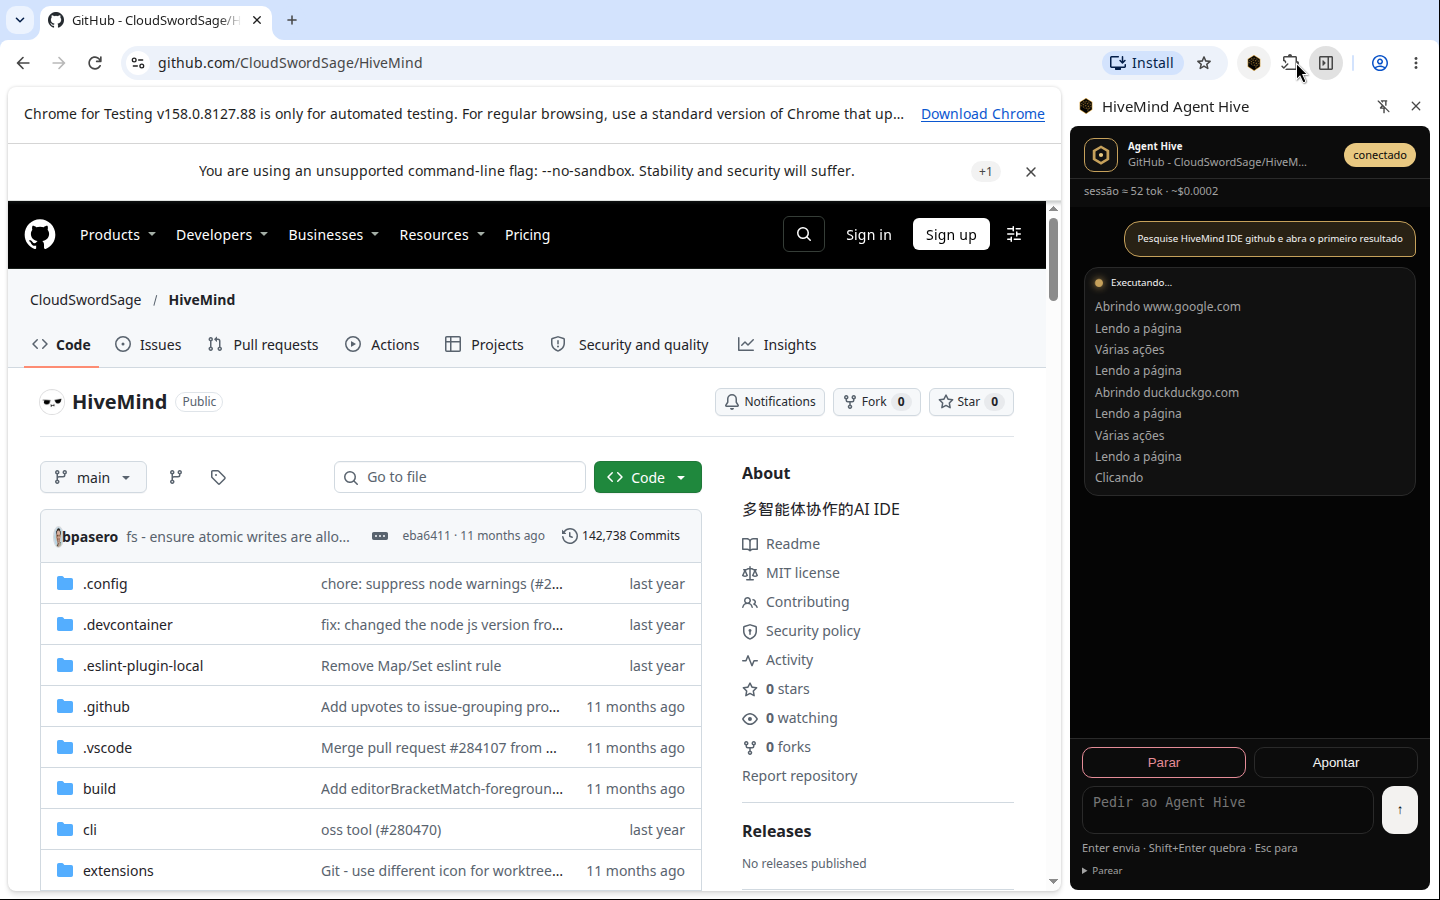 GitHub - CloudSwordSage/H
github.com/CloudSwordSage/HiveMind
Install
Chrome for Testing v158.0.8127.88 is only for automated testing. For regular browsing, use a standard version of Chrome that up...
Download Chrome
You are using an unsupported command-line flag: --no-sandbox. Stability and security will suffer.
+1
Products
Developers
Businesses
Resources
Pricing
Sign in
Sign up
CloudSwordSage / HiveMind
Code
Issues
Pull requests
Actions
Projects
Security and quality
Insights
HiveMind
Public
Notifications
Fork 0
Star 0
main
Go to file
Code
bpasero fs - ensure atomic writes are allo... eba6411 · 11 months ago 142,738 Commits
.config chore: suppress node warnings (#2... last year
.devcontainer fix: changed the node js version fro... last year
.eslint-plugin-local Remove Map/Set eslint rule last year
.github Add upvotes to issue-grouping pro... 11 months ago
.vscode Merge pull request #284107 from ... 11 months ago
build Add editorBracketMatch-foregroun... 11 months ago
cli oss tool (#280470) last year
extensions Git - use different icon for worktree... 11 months ago
About
多智能体协作的AI IDE
Readme
MIT license
Contributing
Security policy
Activity
0 stars
0 watching
0 forks
Report repository
Releases
No releases published
HiveMind Agent Hive
Agent Hive
GitHub - CloudSwordSage/HiveM...
conectado
sessão ≈ 52 tok · ~$0.0002
Pesquise HiveMind IDE github e abra o primeiro resultado
Executando...
Abrindo www.google.com
Lendo a página
Várias ações
Lendo a página
Abrindo duckduckgo.com
Lendo a página
Várias ações
Lendo a página
Clicando
Parar
Apontar
Pedir ao Agent Hive
↑
Enter envia · Shift+Enter quebra · Esc para
Parear